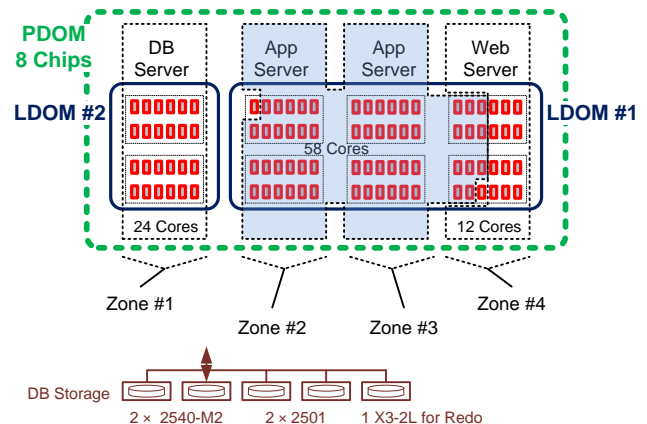 PDOM
8 Chips
DB
Server
App
Server
App
Server
Web
Server
LDOM #2
LDOM #1
58 Cores
24 Cores
12 Cores
Zone #1
Zone #2
Zone #3
Zone #4
DB Storage
2 × 2540-M2
2 × 2501
1 X3-2L for Redo